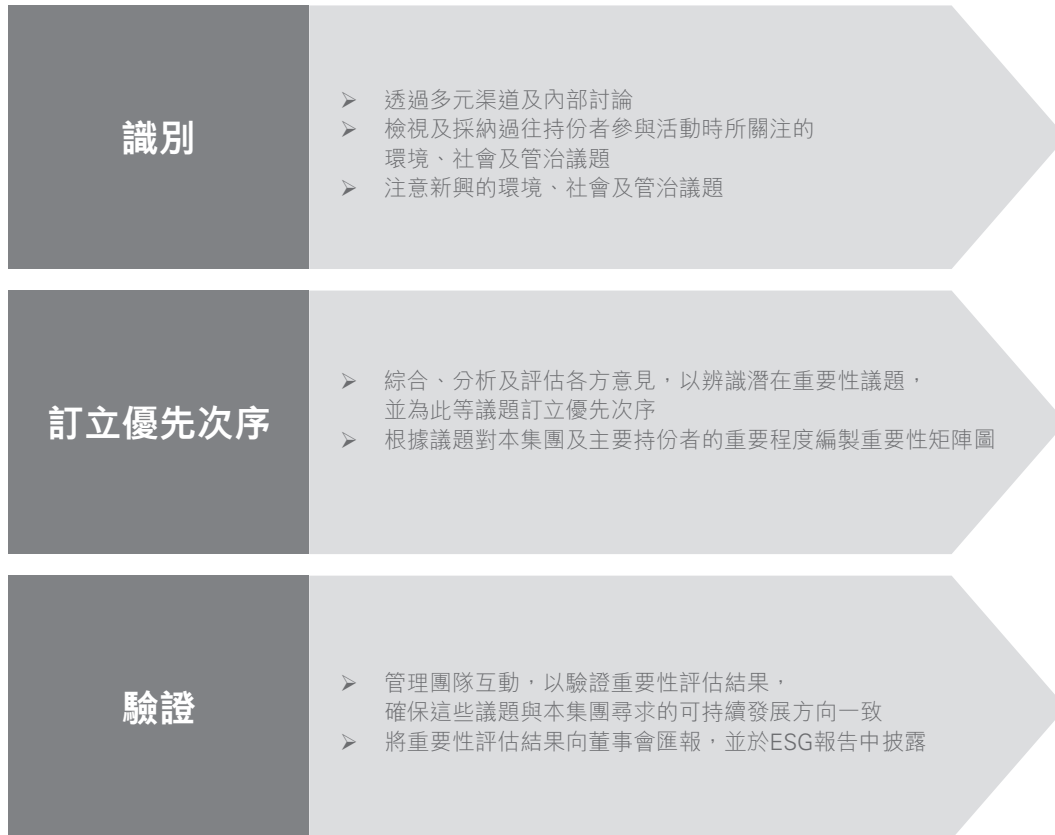 識別
➢ 透過多元渠道及內部討論
➢ 檢視及採納過往持份者參與活動時所關注的
環境、社會及管治議題
➢ 注意新興的環境、社會及管治議題
訂立優先次序
➢ 綜合、分析及評估各方意見，以辨識潛在重要性議題，
並為此等議題訂立優先次序
➢ 根據議題對本集團及主要持份者的重要程度編製重要性矩陣圖
驗證
➢ 管理團隊互動，以驗證重要性評估結果，
確保這些議題與本集團尋求的可持續發展方向一致
➢ 將重要性評估結果向董事會匯報，並於ESG報告中披露